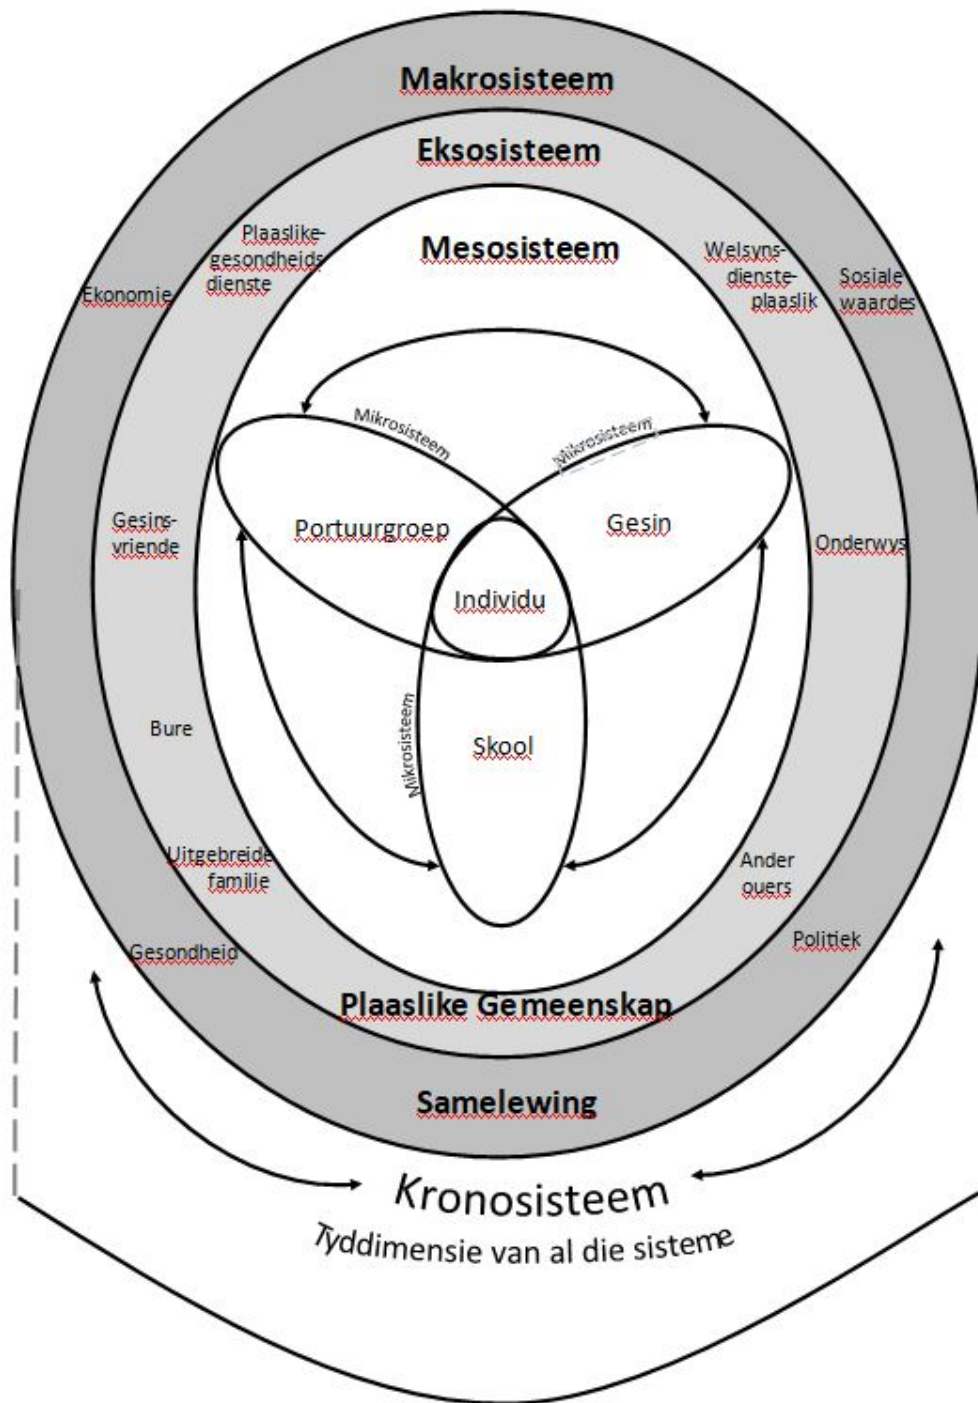 Makrosisteem
Eksosisteem
Mesosisteem
Plaaslike-
gesondheids
dienste
Welsyns-
dienste-
plaaslik
Ekonomie
Sosiale
waardes
Mikrosisteem
Mikrosisteem
Portuurgroep
Gesin
Gesins-
vriende
Onderwys
Individu
Mikrosisteem
Bure
Skool
Uitgebreide
familie
Ander
ouers
Gesondheid
Politiek
Plaaslike Gemeenskap
Samelewing
Kronosisteem
Tyddimensie van al die sisteme